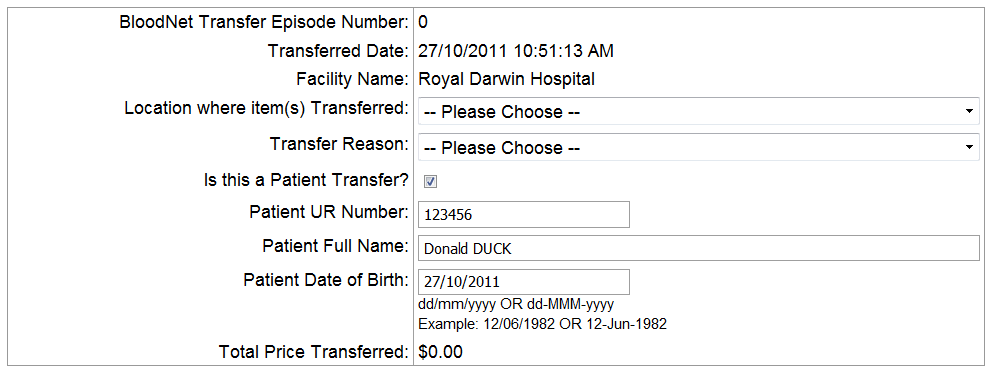 BloodNet Transfer Episode Number: 0
Transferred Date: 27/10/2011 10:51:13 AM
Facility Name: Royal Darwin Hospital
Location where item(s) Transferred: -- Please Choose --
Transfer Reason: -- Please Choose --
Is this a Patient Transfer?
Patient UR Number: 123456
Patient Full Name: Donald DUCK
Patient Date of Birth: 27/10/2011
dd/mm/yyyy OR dd-MMM-yyyy
Example: 12/06/1982 OR 12-Jun-1982
Total Price Transferred: $0.00